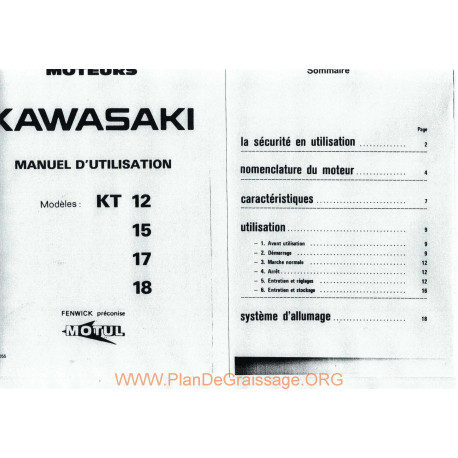 MOTEURS
KAWASAKI
MANUEL D'UTILISATION
Modèles : KT 12
15
17
18
FENWICK préconise
MOTUL
Sommaire
Page
la sécurité en utilisation 2
nomenclature du moteur 4
caractéristiques 7
utilisation 9
– 1. Avant utilisation 9
– 2. Démarrage 9
– 3. Marche normale 12
– 4. Arrêt 12
– 5. Entretien et réglages 12
– 6. Entretien et stockage 16
système d'allumage 18
www.PlanDeGraissage.ORG